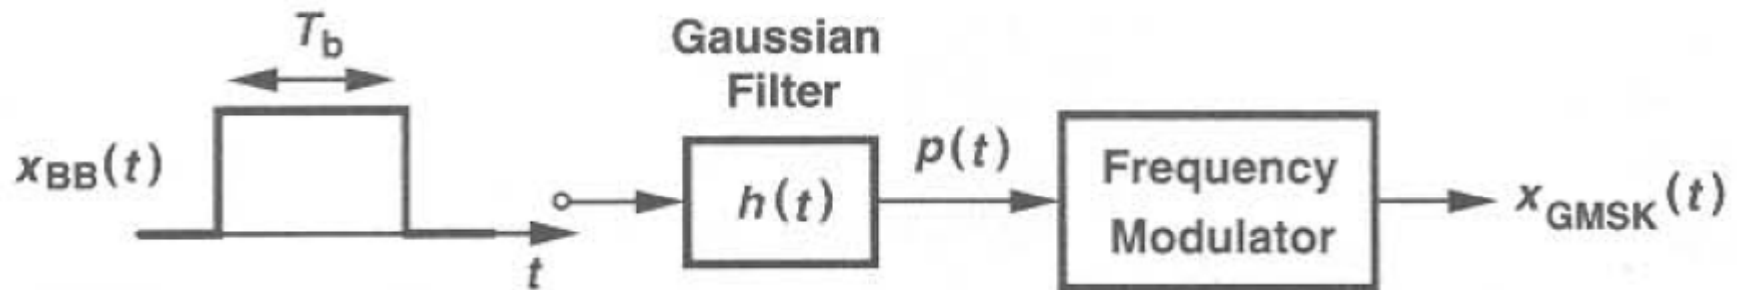 T_b
x_BB(t)
t
Gaussian
Filter
h(t)
p(t)
Frequency
Modulator
x_GMSK(t)